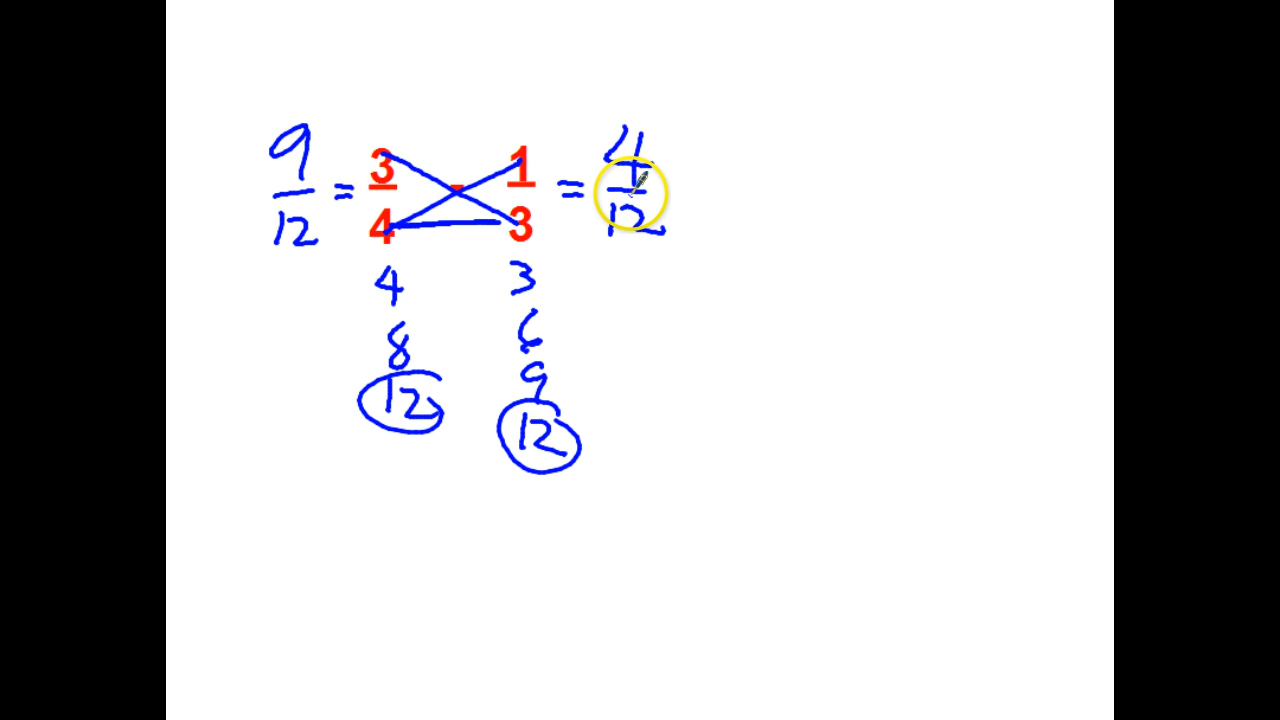 9/12 = 3/4 - 1/3 = 4/12
4 3
8 6
12 9
12